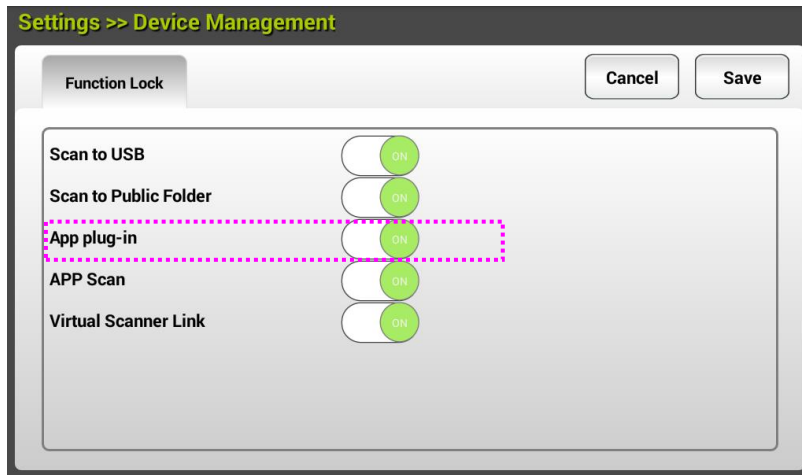 Settings >> Device Management
Function Lock
Cancel
Save
Scan to USB
ON
Scan to Public Folder
ON
App plug-in
ON
APP Scan
ON
Virtual Scanner Link
ON